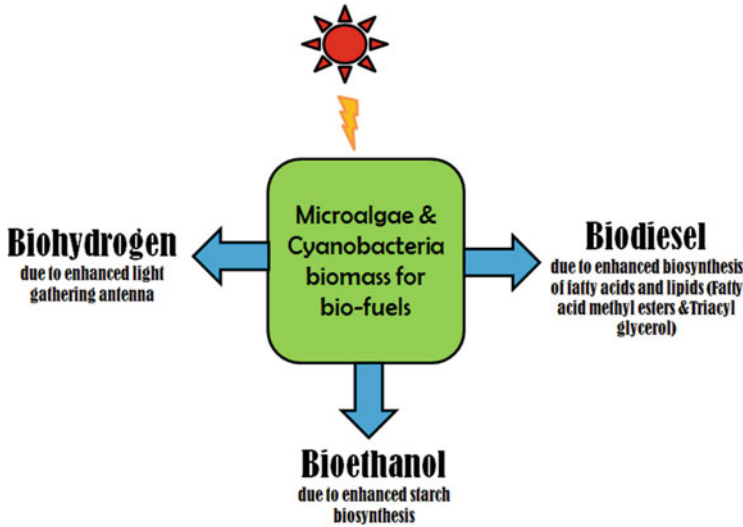 Microalgae &
Cyanobacteria
biomass for
bio-fuels
Biohydrogen
due to enhanced light
gathering antenna
Biodiesel
due to enhanced biosynthesis
of fatty acids and lipids (Fatty
acid methyl esters &Triacyl
glycerol)
Bioethanol
due to enhanced starch
biosynthesis